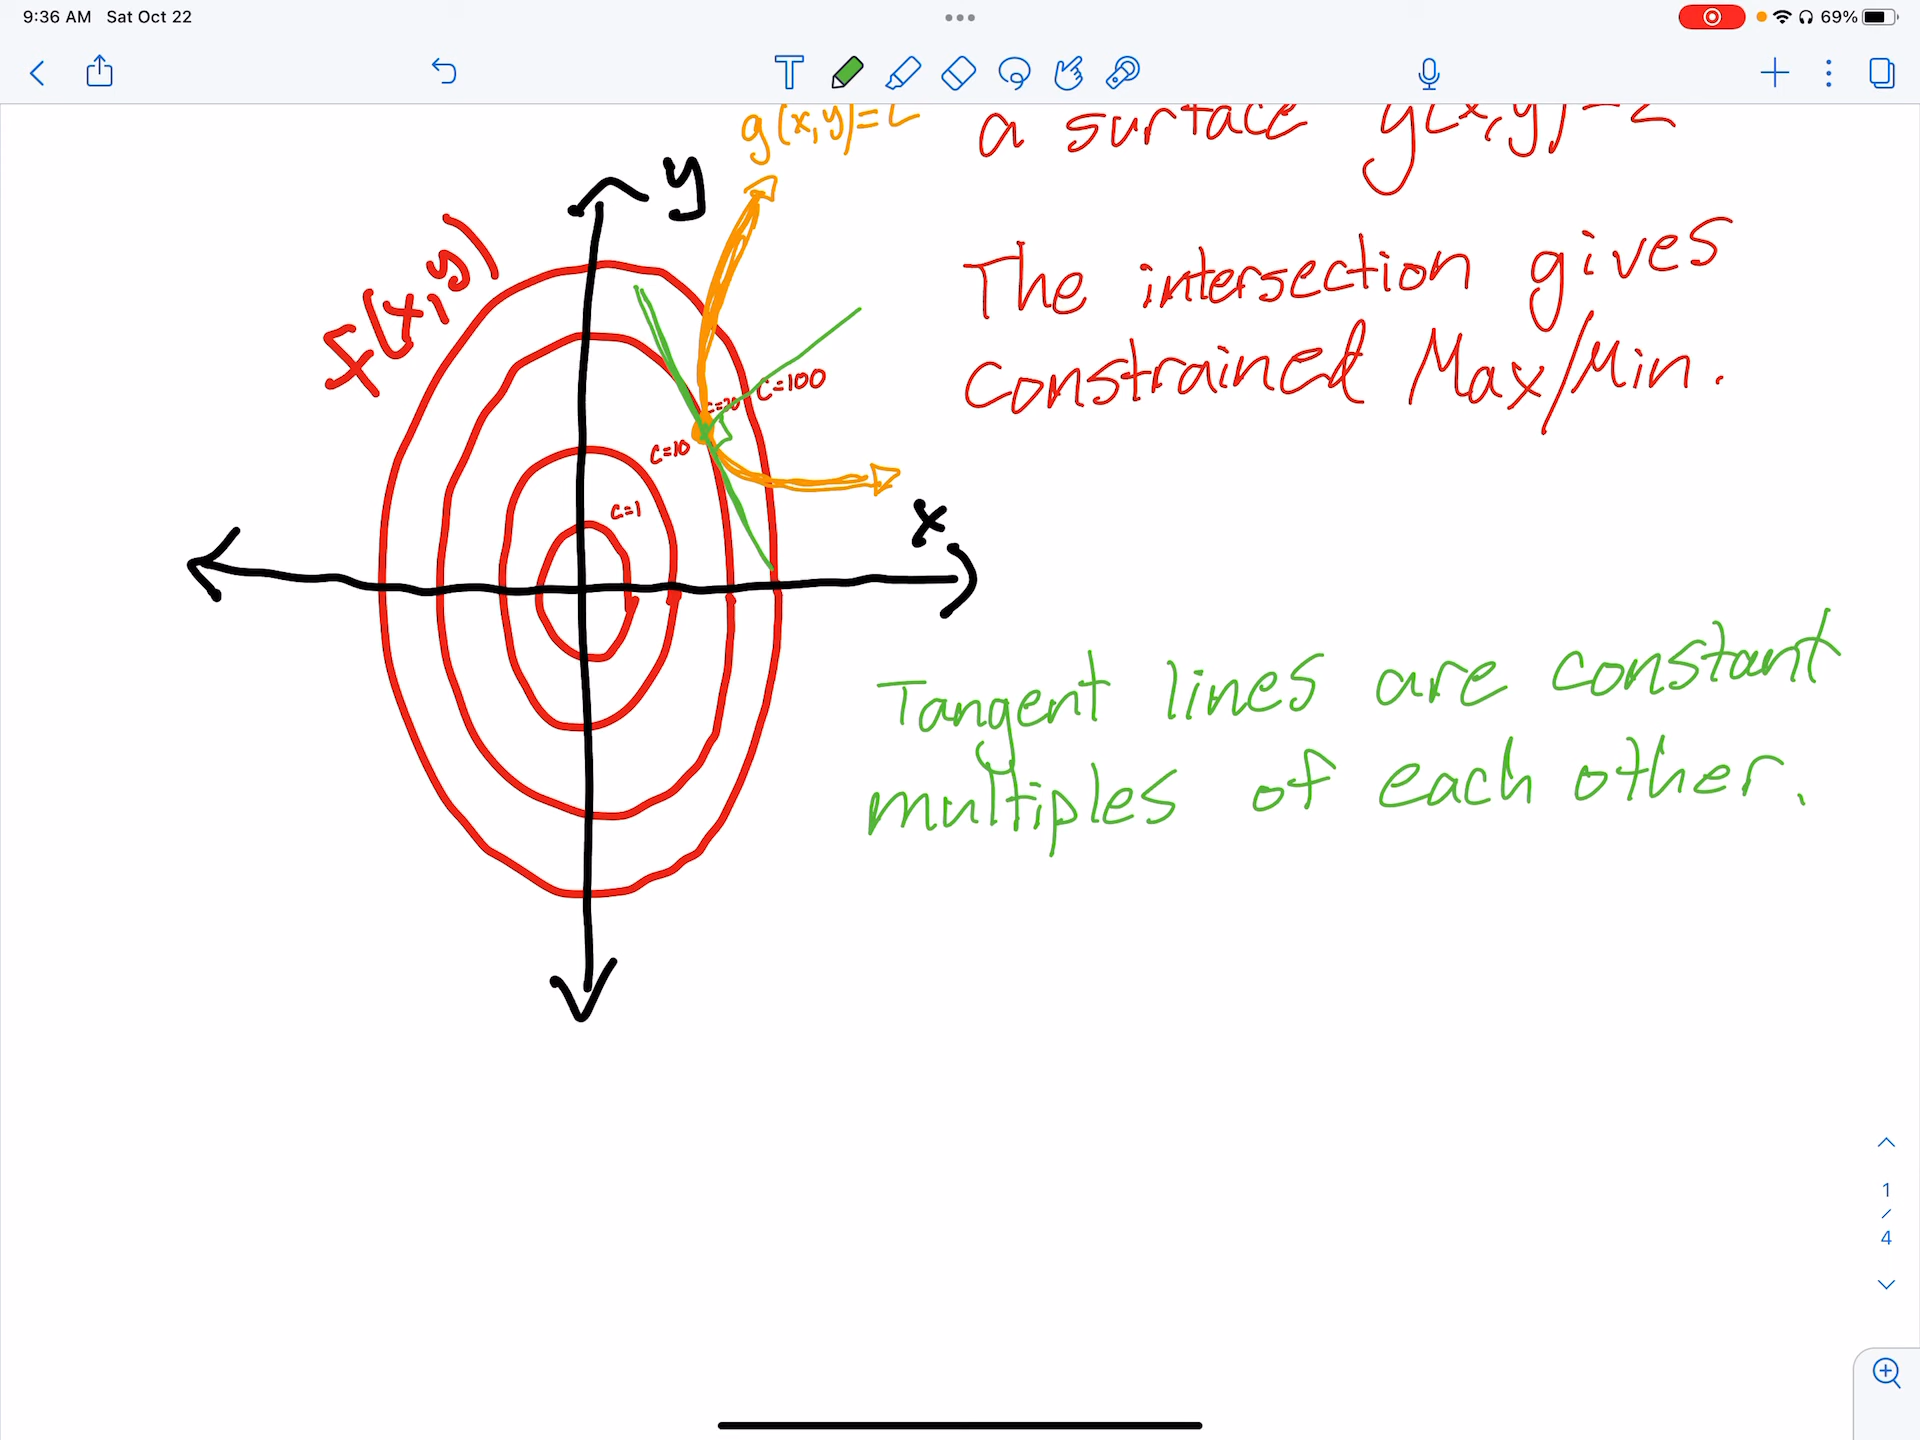 9:36 AM Sat Oct 22
69%
T
g(x,y)=
a surface
y
f(x,y)
The intersection gives
constrained Max/Min.
C=100
C=20
C=10
C=1
x
Tangent lines are constant
multiples of each other.
1
/
4